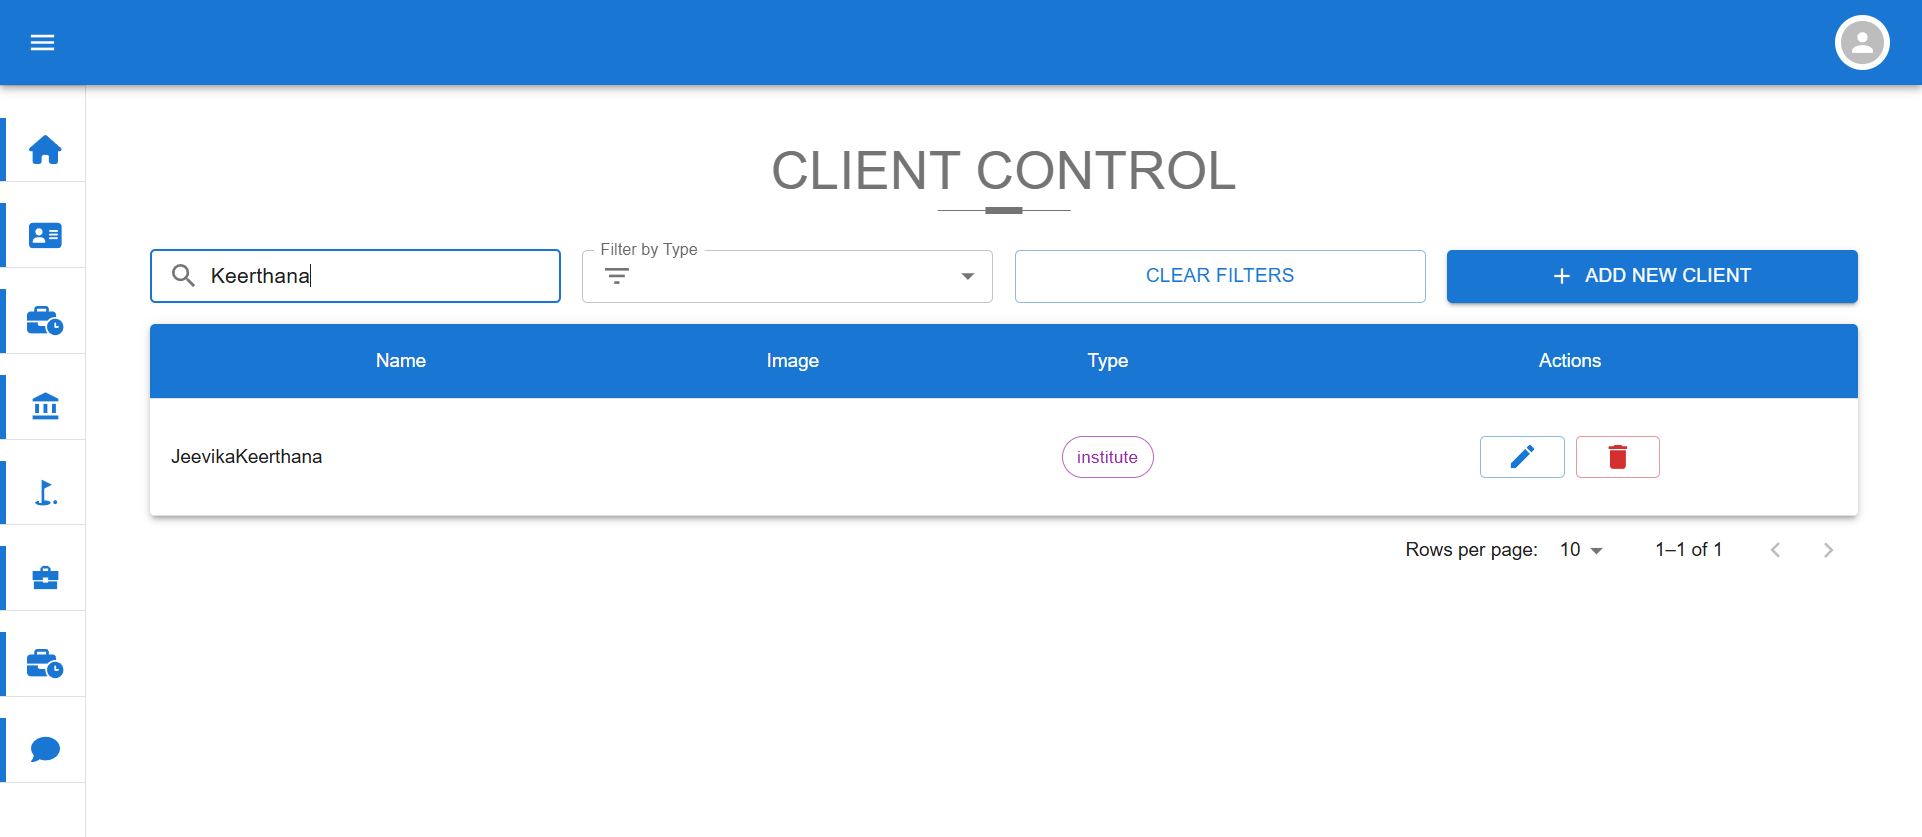 CLIENT CONTROL
Filter by Type
Keerthana
CLEAR FILTERS
ADD NEW CLIENT
Name Image Type Actions
JeevikaKeerthana institute
Rows per page: 10 1–1 of 1